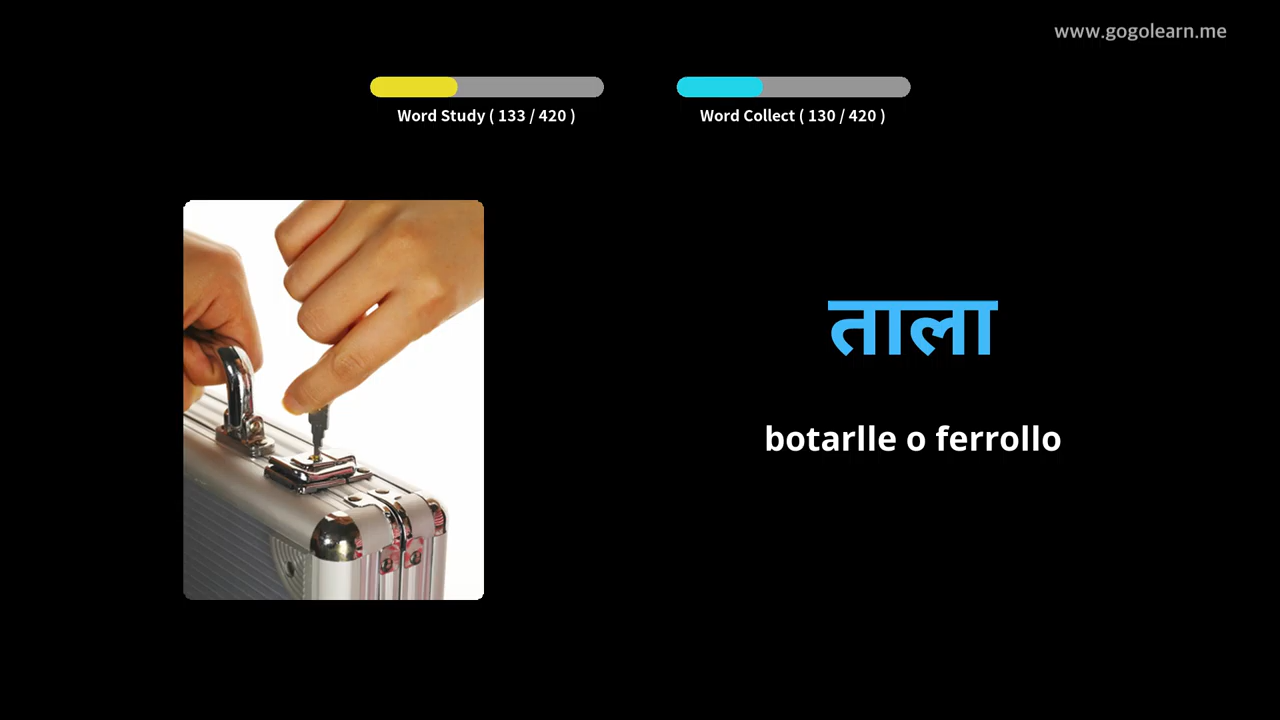 www.gogolearn.me
Word Study ( 133 / 420 )
Word Collect ( 130 / 420 )
ताला
botarlle o ferrollo